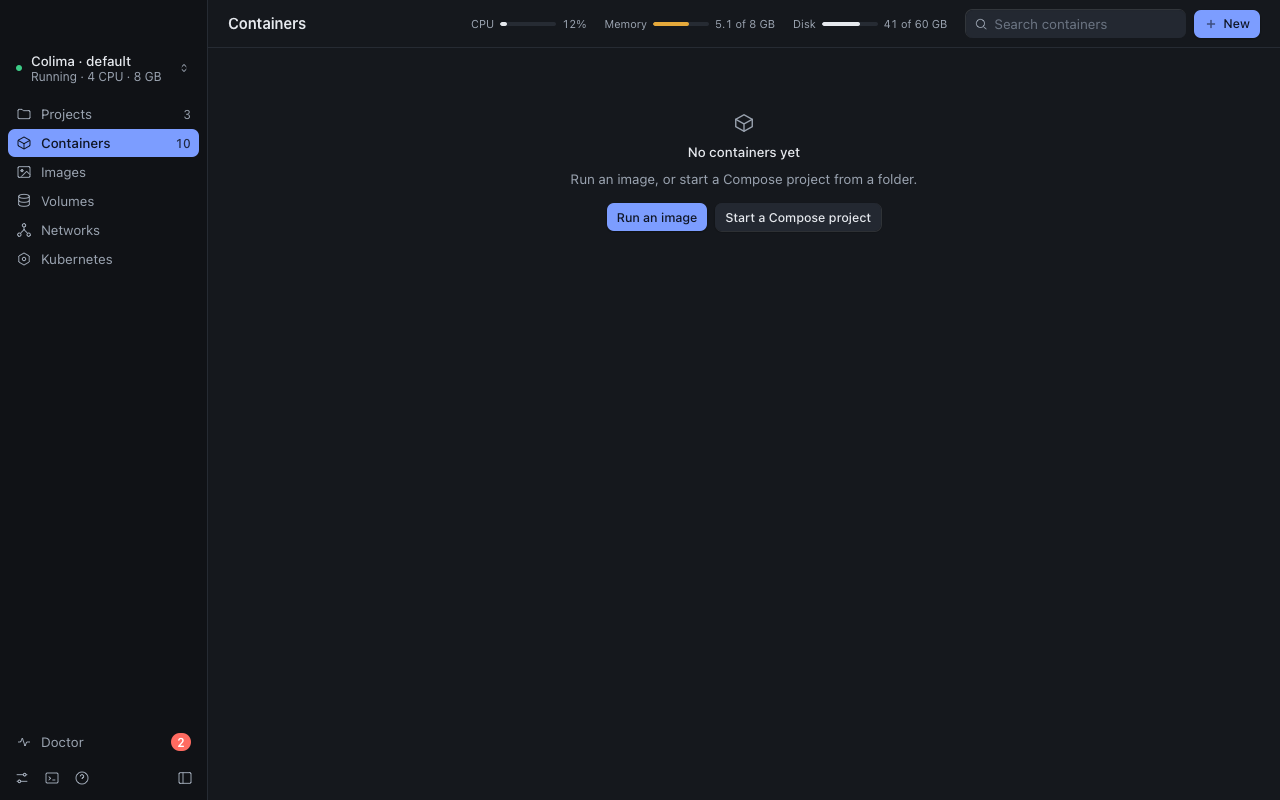 Colima · default
Running · 4 CPU · 8 GB
Projects 3
Containers 10
Images
Volumes
Networks
Kubernetes
Doctor 2
Containers
CPU 12% Memory 5.1 of 8 GB Disk 41 of 60 GB Search containers + New
No containers yet
Run an image, or start a Compose project from a folder.
Run an image Start a Compose project